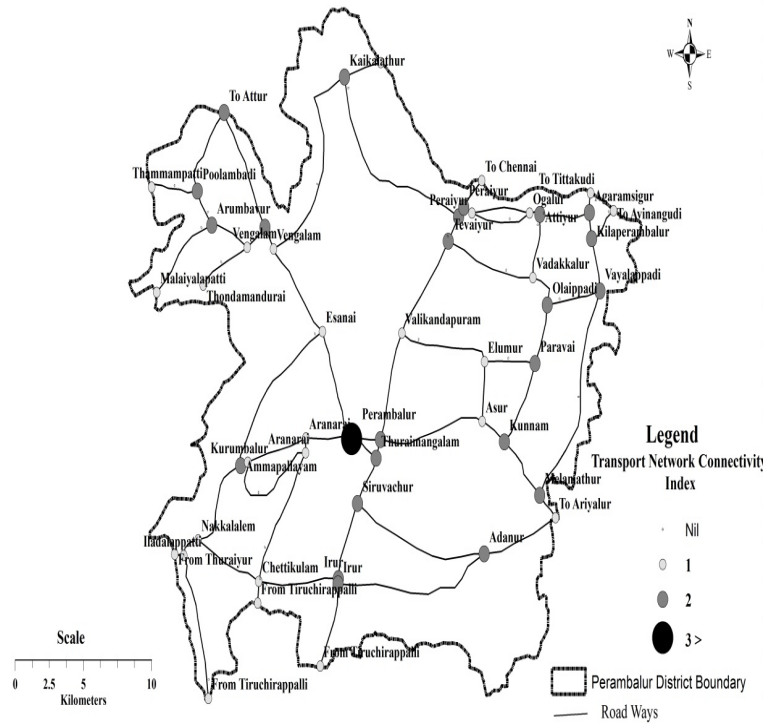 N
W E
S
Kaikalathur
To Attur
To Chennai
Thammampatti
Poolambadi
To Tittakudi
Peraiyur
Agaramsigur
Peraiyur
Ogalur
To Avinangudi
Arumbavur
Tevaiyur
Attiyur
Kilaperambalur
Vengalam
Vengalam
Malaiyalapatti
Vadakkalur
Thondamandurai
Olaippadi
Vayalappadi
Esanai
Valikandapuram
Elumur
Paravai
Perambalur
Asur
Aranarai
Aranarai
Thuraimangalam
Kunnam
Kurumbalur
Ammapalayam
Siruvachur
Melamathur
To Ariyalur
Nakkalalem
Iladalappatti
From Thuraiyur
Adanur
Chettikulam
Irur
Irur
From Tiruchirappalli
From Tiruchirappalli
From Tiruchirappalli
Legend
Transport Network Connectivity
Index
Nil
1
2
3 >
Perambalur District Boundary
Road Ways
Scale
0 2.5 5 10
Kilometers